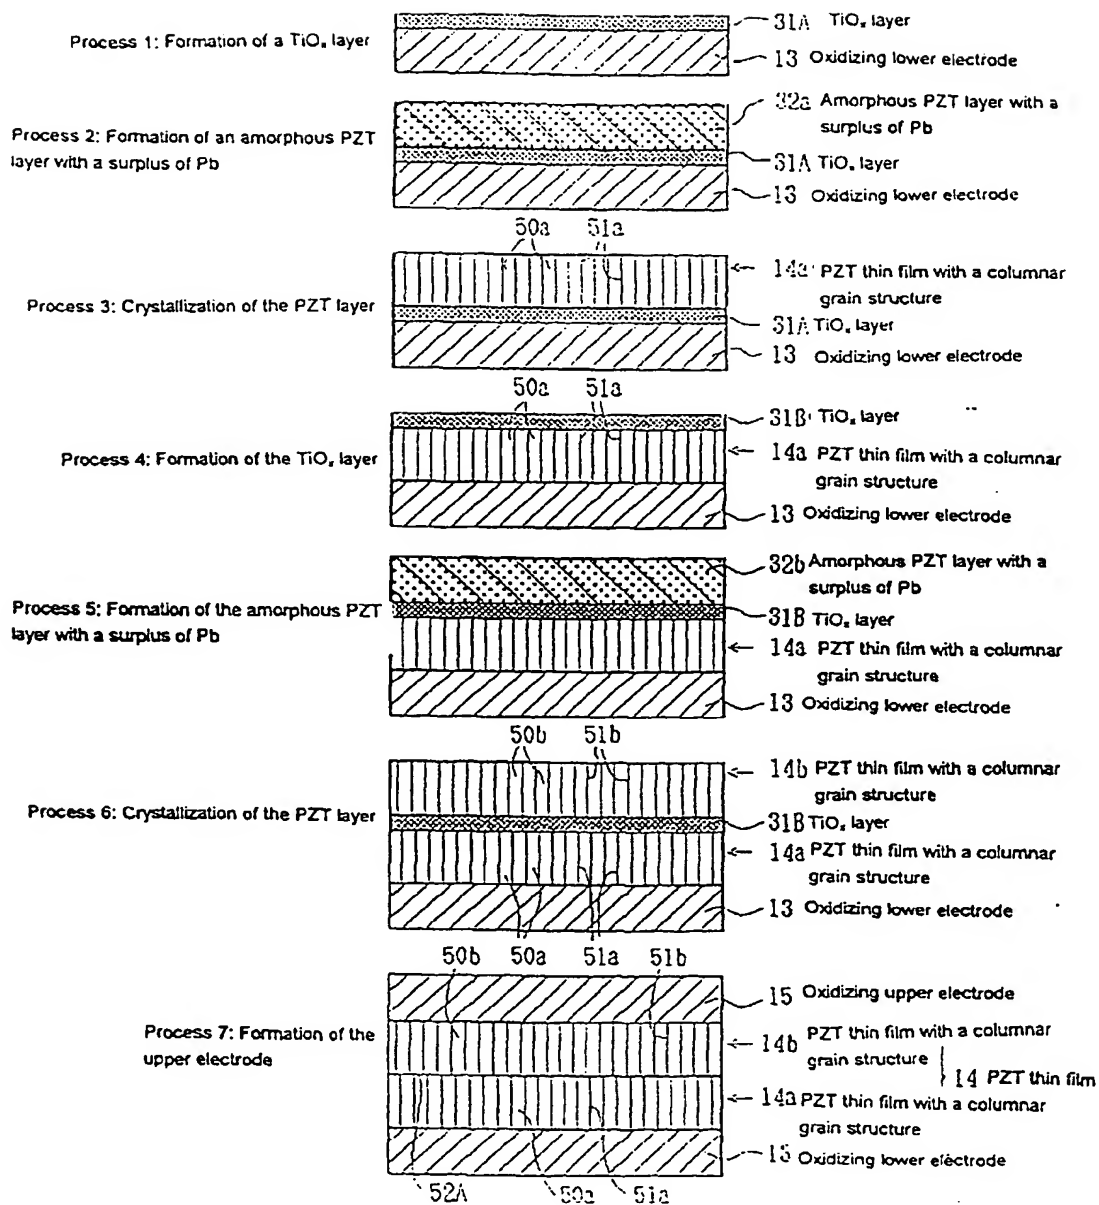 Process 1: Formation of a TiOx layer
31A TiOx layer
13 Oxidizing lower electrode
Process 2: Formation of an amorphous PZT
layer with a surplus of Pb
32a Amorphous PZT layer with a
surplus of Pb
31A TiOx layer
13 Oxidizing lower electrode
50a 51a
Process 3: Crystallization of the PZT layer
14a PZT thin film with a columnar
grain structure
31A TiOx layer
13 Oxidizing lower electrode
50a 51a
Process 4: Formation of the TiOx layer
31B TiOx layer
14a PZT thin film with a columnar
grain structure
13 Oxidizing lower electrode
Process 5: Formation of the amorphous PZT
layer with a surplus of Pb
32b Amorphous PZT layer with a
surplus of Pb
31B TiOx layer
14a PZT thin film with a columnar
grain structure
13 Oxidizing lower electrode
50b 51b
Process 6: Crystallization of the PZT layer
14b PZT thin film with a columnar
grain structure
31B TiOx layer
14a PZT thin film with a columnar
grain structure
13 Oxidizing lower electrode
50b 50a 51a 51b
Process 7: Formation of the
upper electrode
15 Oxidizing upper electrode
14b PZT thin film with a columnar
grain structure
14 PZT thin film
14a PZT thin film with a columnar
grain structure
13 Oxidizing lower electrode
52A 50a 51a